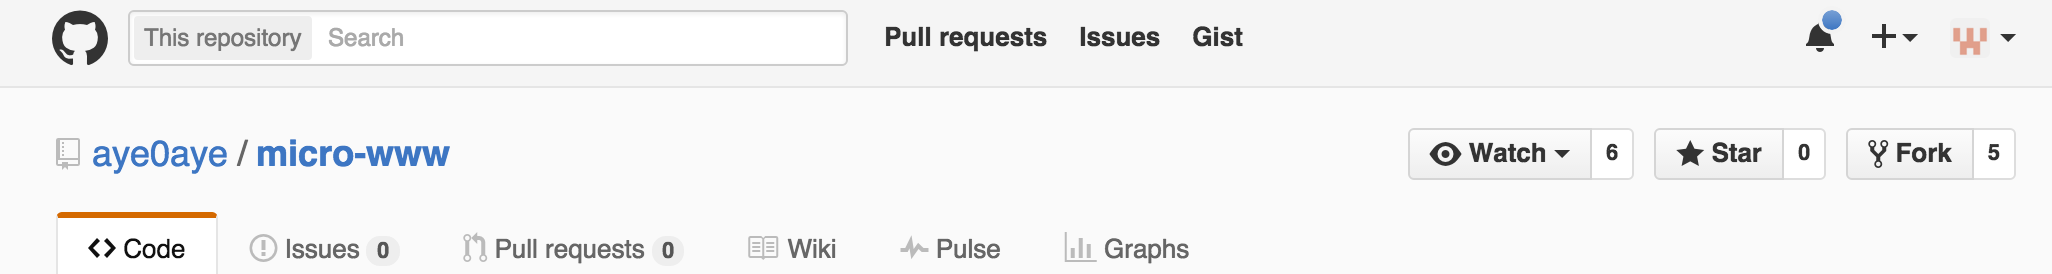 This repository Search Pull requests Issues Gist
aye0aye / micro-www Watch 6 Star 0 Fork 5
Code Issues 0 Pull requests 0 Wiki Pulse Graphs